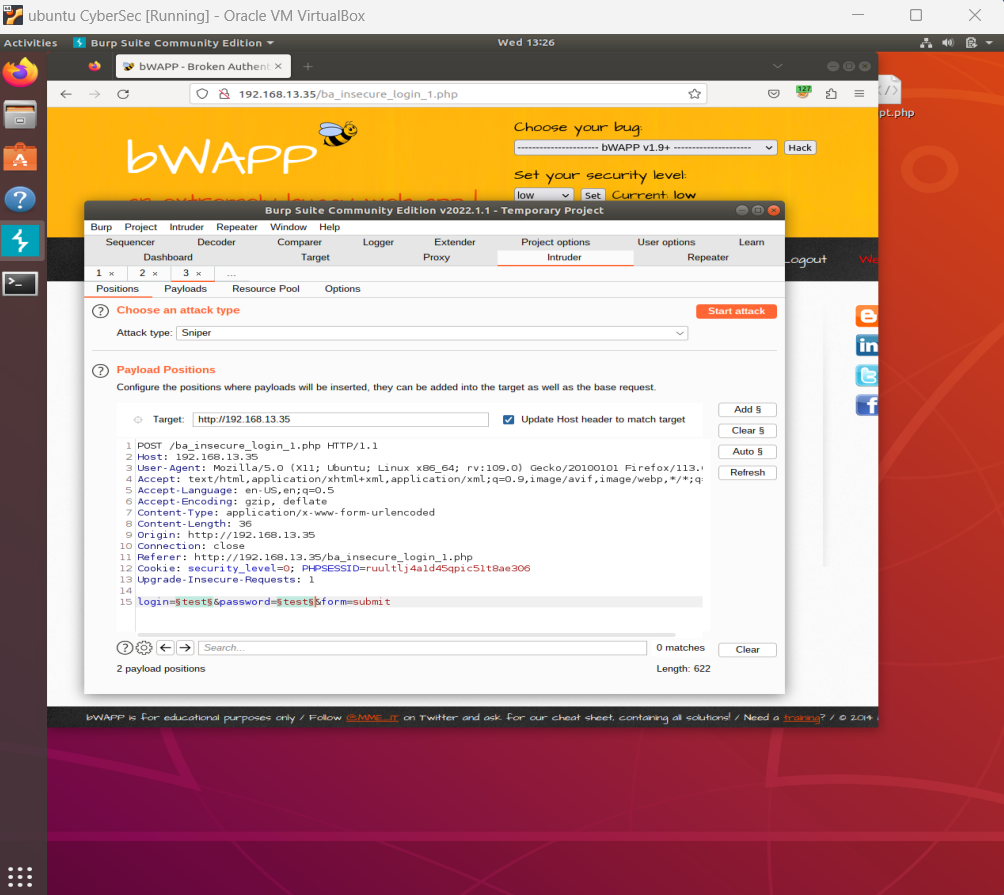 ubuntu CyberSec [Running] - Oracle VM VirtualBox
Activities Burp Suite Community Edition Wed 13:26
bWAPP - Broken Authent
192.168.13.35/ba_insecure_login_1.php 127
pt.php
bWAPP
Choose your bug:
----------------------- bWAPP v1.9+ --------------------- Hack
Set your security level:
low Set Current: low
Burp Suite Community Edition v2022.1.1 - Temporary Project
Burp Project Intruder Repeater Window Help
Sequencer Decoder Comparer Logger Extender Project options User options Learn
Dashboard Target Proxy Intruder Repeater
Logout We
1 × 2 × 3 × ...
Positions Payloads Resource Pool Options
? Choose an attack type Start attack
Attack type: Sniper
? Payload Positions
Configure the positions where payloads will be inserted, they can be added into the target as well as the base request.
Target: http://192.168.13.35 Update Host header to match target
Add §
Clear §
Auto §
Refresh
1 POST /ba_insecure_login_1.php HTTP/1.1
2 Host: 192.168.13.35
3 User-Agent: Mozilla/5.0 (X11; Ubuntu; Linux x86_64; rv:109.0) Gecko/20100101 Firefox/113.
4 Accept: text/html,application/xhtml+xml,application/xml;q=0.9,image/avif,image/webp,*/*;q=
5 Accept-Language: en-US,en;q=0.5
6 Accept-Encoding: gzip, deflate
7 Content-Type: application/x-www-form-urlencoded
8 Content-Length: 36
9 Origin: http://192.168.13.35
10 Connection: close
11 Referer: http://192.168.13.35/ba_insecure_login_1.php
12 Cookie: security_level=0; PHPSESSID=ruultlj4a1d45qpic51t8ae306
13 Upgrade-Insecure-Requests: 1
14
15 login=§test§&password=§test§&form=submit
? Search... 0 matches Clear
2 payload positions Length: 622
bWAPP is for educational purposes only / Follow @MME_IT on Twitter and ask for our cheat sheet, containing all solutions! / Need a training? / © 2014